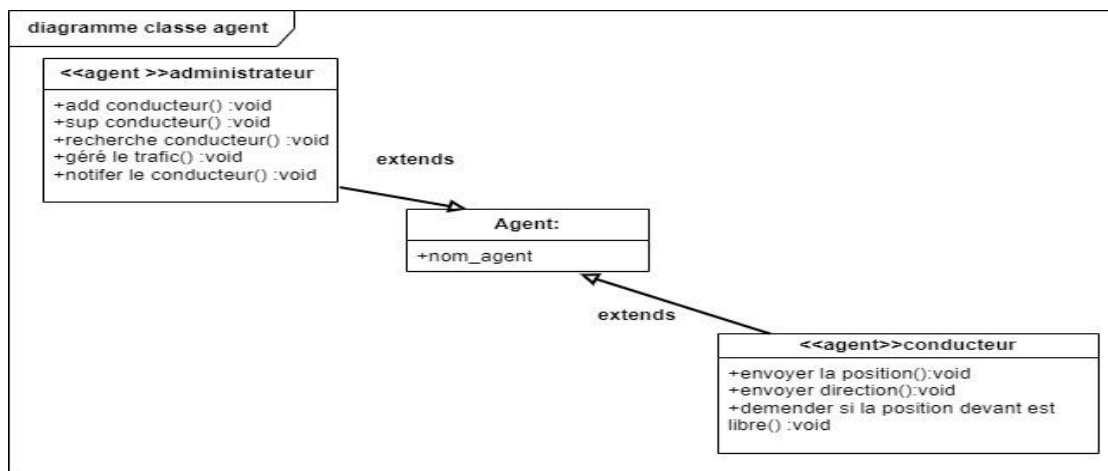 diagramme classe agent
<<agent >>administrateur
+add conducteur() :void
+sup conducteur() :void
+recherche conducteur() :void
+géré le trafic() :void
+notifer le conducteur() :void
extends
Agent:
+nom_agent
extends
<<agent>>conducteur
+envoyer la position():void
+envoyer direction():void
+demender si la position devant est
libre() :void